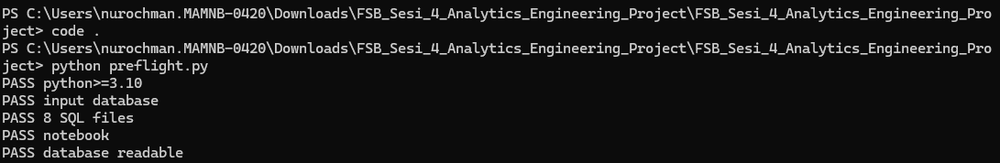 PS C:\Users\nurochman.MAMNB-0420\Downloads\FSB_Sesi_4_Analytics_Engineering_Project\FSB_Sesi_4_Analytics_Engineering_Pro
ject> code .
PS C:\Users\nurochman.MAMNB-0420\Downloads\FSB_Sesi_4_Analytics_Engineering_Project\FSB_Sesi_4_Analytics_Engineering_Pro
ject> python preflight.py
PASS python>=3.10
PASS input database
PASS 8 SQL files
PASS notebook
PASS database readable